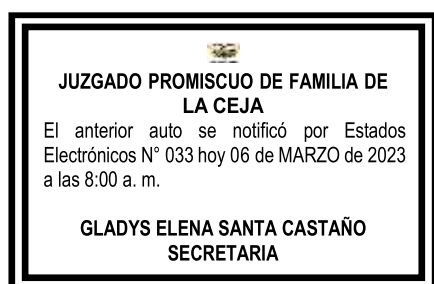 JUZGADO PROMISCUO DE FAMILIA DE
LA CEJA
El anterior auto se notificó por Estados
Electrónicos N° 033 hoy 06 de MARZO de 2023
a las 8:00 a. m.
GLADYS ELENA SANTA CASTAÑO
SECRETARIA